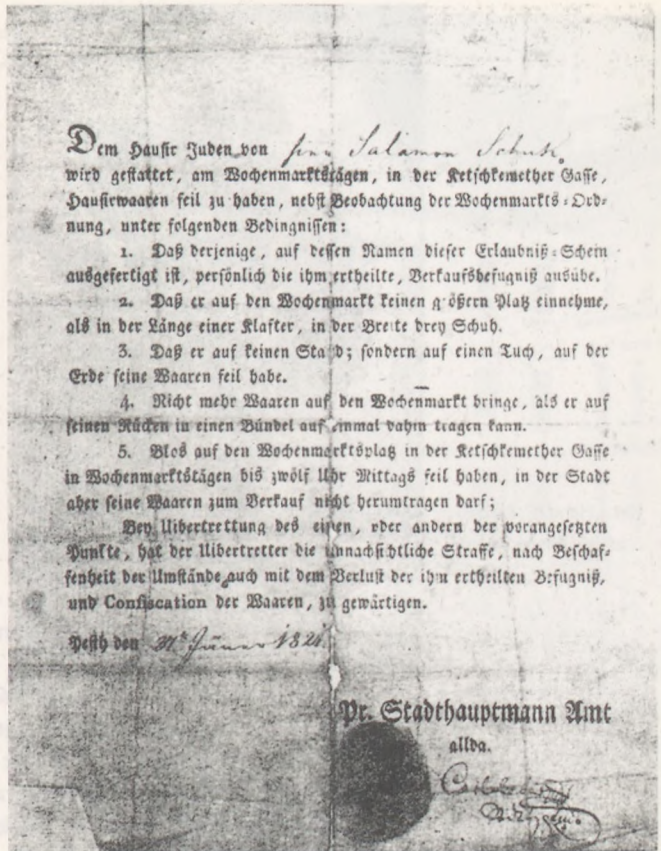 Dem Hausir Juden von Salamon
wird gestattet, am Wochenmarktstägen, in der Ketschkemether Gasse,
Hausirwaaren feil zu haben, nebst Beobachtung der Wochenmarkts-Ord-
nung, unter folgenden Bedingnissen:
1. Daß derjenige, auf dessen Namen dieser Erlaubniß-Schein
ausgefertigt ist, persönlich die ihm ertheilte, Verkaufsbefugniß ausübe.
2. Daß er auf den Wochenmarkt keinen größern Platz einnehme,
als in der Länge einer Klafter, in der Breite drey Schuh.
3. Daß er auf keinen Stand; sondern auf einen Tuch, auf der
Erde seine Waaren feil habe.
4. Nicht mehr Waaren auf den Wochenmarkt bringe, als er auf
seinen Rücken in einen Bündel auf einmal dahin tragen kann.
5. Blos auf den Wochenmarktsplatz in der Ketschkemether Gasse
in Wochenmarktstägen bis zwölf Uhr Mittags feil haben, in der Stadt
aber seine Waaren zum Verkauf nicht herumtragen darf;
Bey Uibertrettung des einen, oder andern der vorangesetzten
Punkte, hat der Uibertretter die unnachsichtliche Straffe, nach Beschaf-
fenheit der Umstände auch mit dem Verlust der ihm ertheilten Befugniß,
und Confiscation der Waaren, zu gewärtigen.
Pesth den Jäner
Pr. Stadthauptmann Amt
allda.